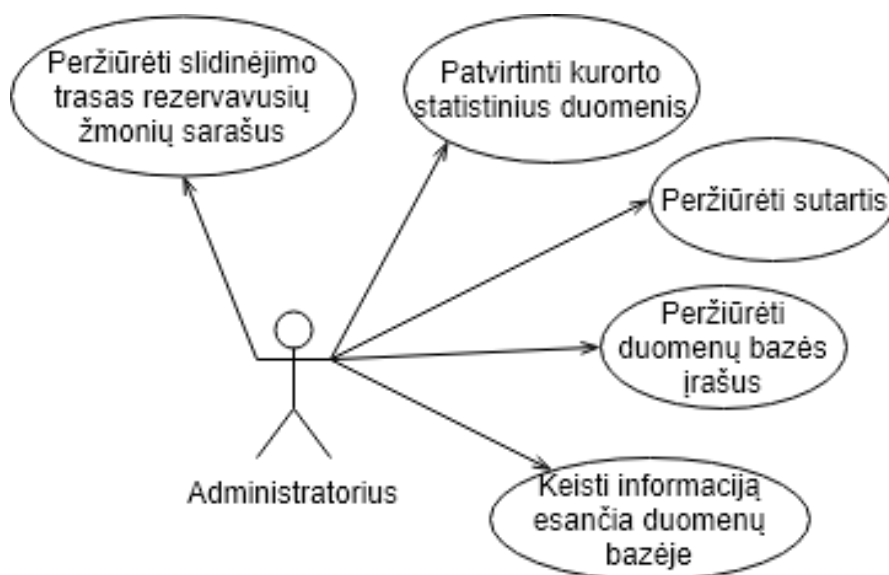 Peržiūrėti slidinėjimo
trasas rezervavusių
žmonių sarašus
Patvirtinti kurorto
statistinius duomenis
Peržiūrėti sutartis
Peržiūrėti
duomenų bazės
įrašus
Keisti informaciją
esančia duomenų
bazėje
Administratorius